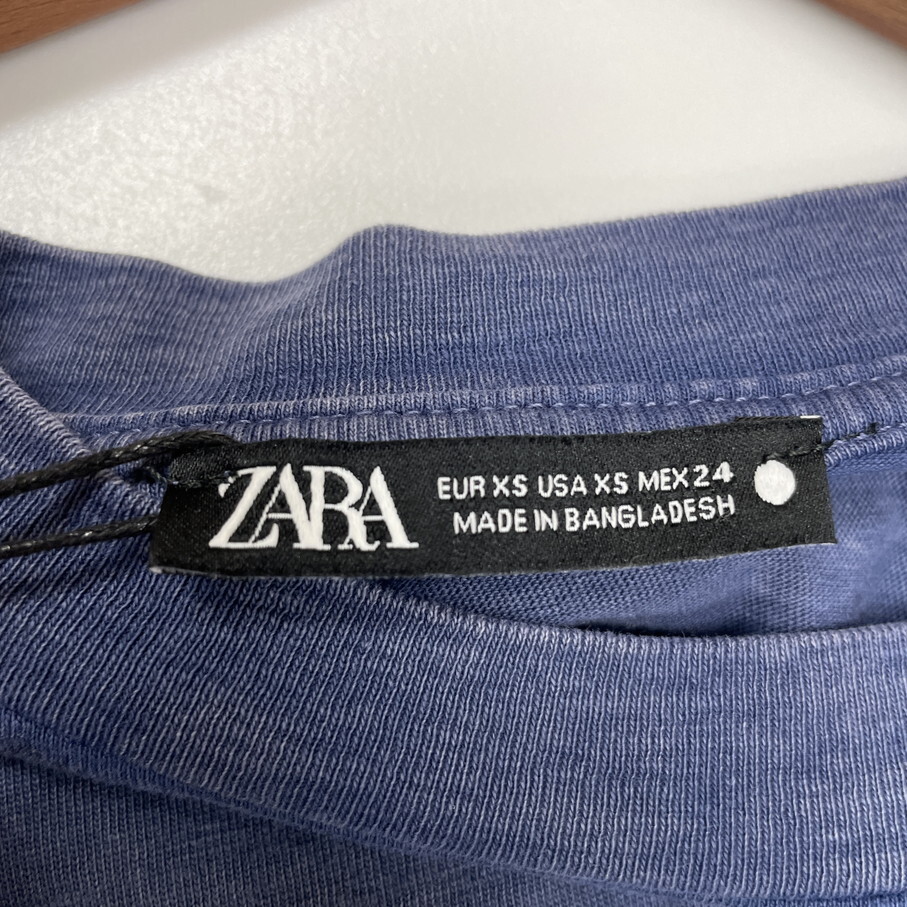 ZARA
EUR XS USA XS MEX 24
MADE IN BANGLADESH